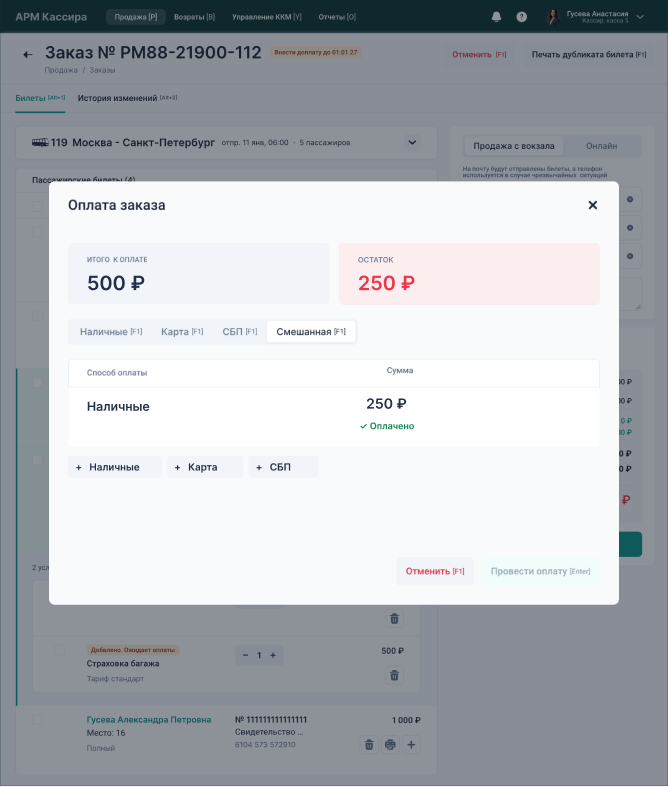 АРМ Кассира
Продажа [P]
Возраты [B]
Управление ККМ [Y]
Отчеты [O]
Гусева Анастасия
Кассир, касса 5
Заказ № PM88-21900-112
Внести доплату до 01.01.27
Отменить [F1]
Печать дубликата билета [F1]
Продажа / Заказы
Билеты [Alt+1]
История изменений [Alt+2]
119 Москва - Санкт-Петербург
отпр. 11 янв, 06:00 · 5 пассажиров
Продажа с вокзала
Онлайн
На почту будут отправлены билеты, а телефон
используется в случае чрезвычайных ситуаций
Пассажирские билеты (4)
Оплата заказа
ИТОГО К ОПЛАТЕ
500 ₽
ОСТАТОК
250 ₽
Наличные [F1]
Карта [F1]
СБП [F1]
Смешанная [F1]
Способ оплаты
Сумма
Наличные
250 ₽
Оплачено
+ Наличные
+ Карта
+ СБП
Отменить [F1]
Провести оплату [Enter]
0 ₽
0 ₽
₽
2 усл
Добавлено. Ожидает оплаты
Страховка багажа
Тариф стандарт
− 1 +
500 ₽
Гусева Александра Петровна
Место: 16
Полный
№ 111111111111111
Свидетельство ...
6104 573 572910
1 000 ₽